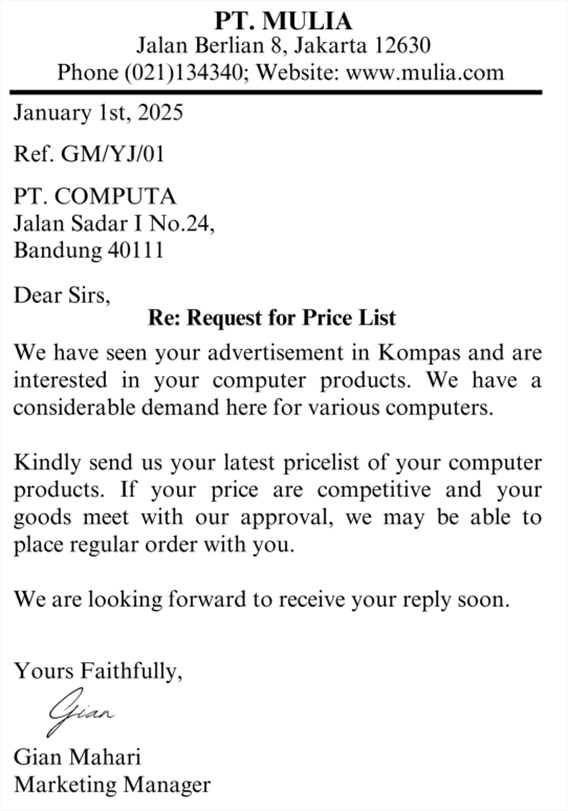 PT. MULIA
Jalan Berlian 8, Jakarta 12630
Phone (021)134340; Website: www.mulia.com
January 1st, 2025
Ref. GM/YJ/01
PT. COMPUTA
Jalan Sadar I No.24,
Bandung 40111
Dear Sirs,
Re: Request for Price List
We have seen your advertisement in Kompas and are
interested in your computer products. We have a
considerable demand here for various computers.
Kindly send us your latest pricelist of your computer
products. If your price are competitive and your
goods meet with our approval, we may be able to
place regular order with you.
We are looking forward to receive your reply soon.
Yours Faithfully,
Gian
Gian Mahari
Marketing Manager